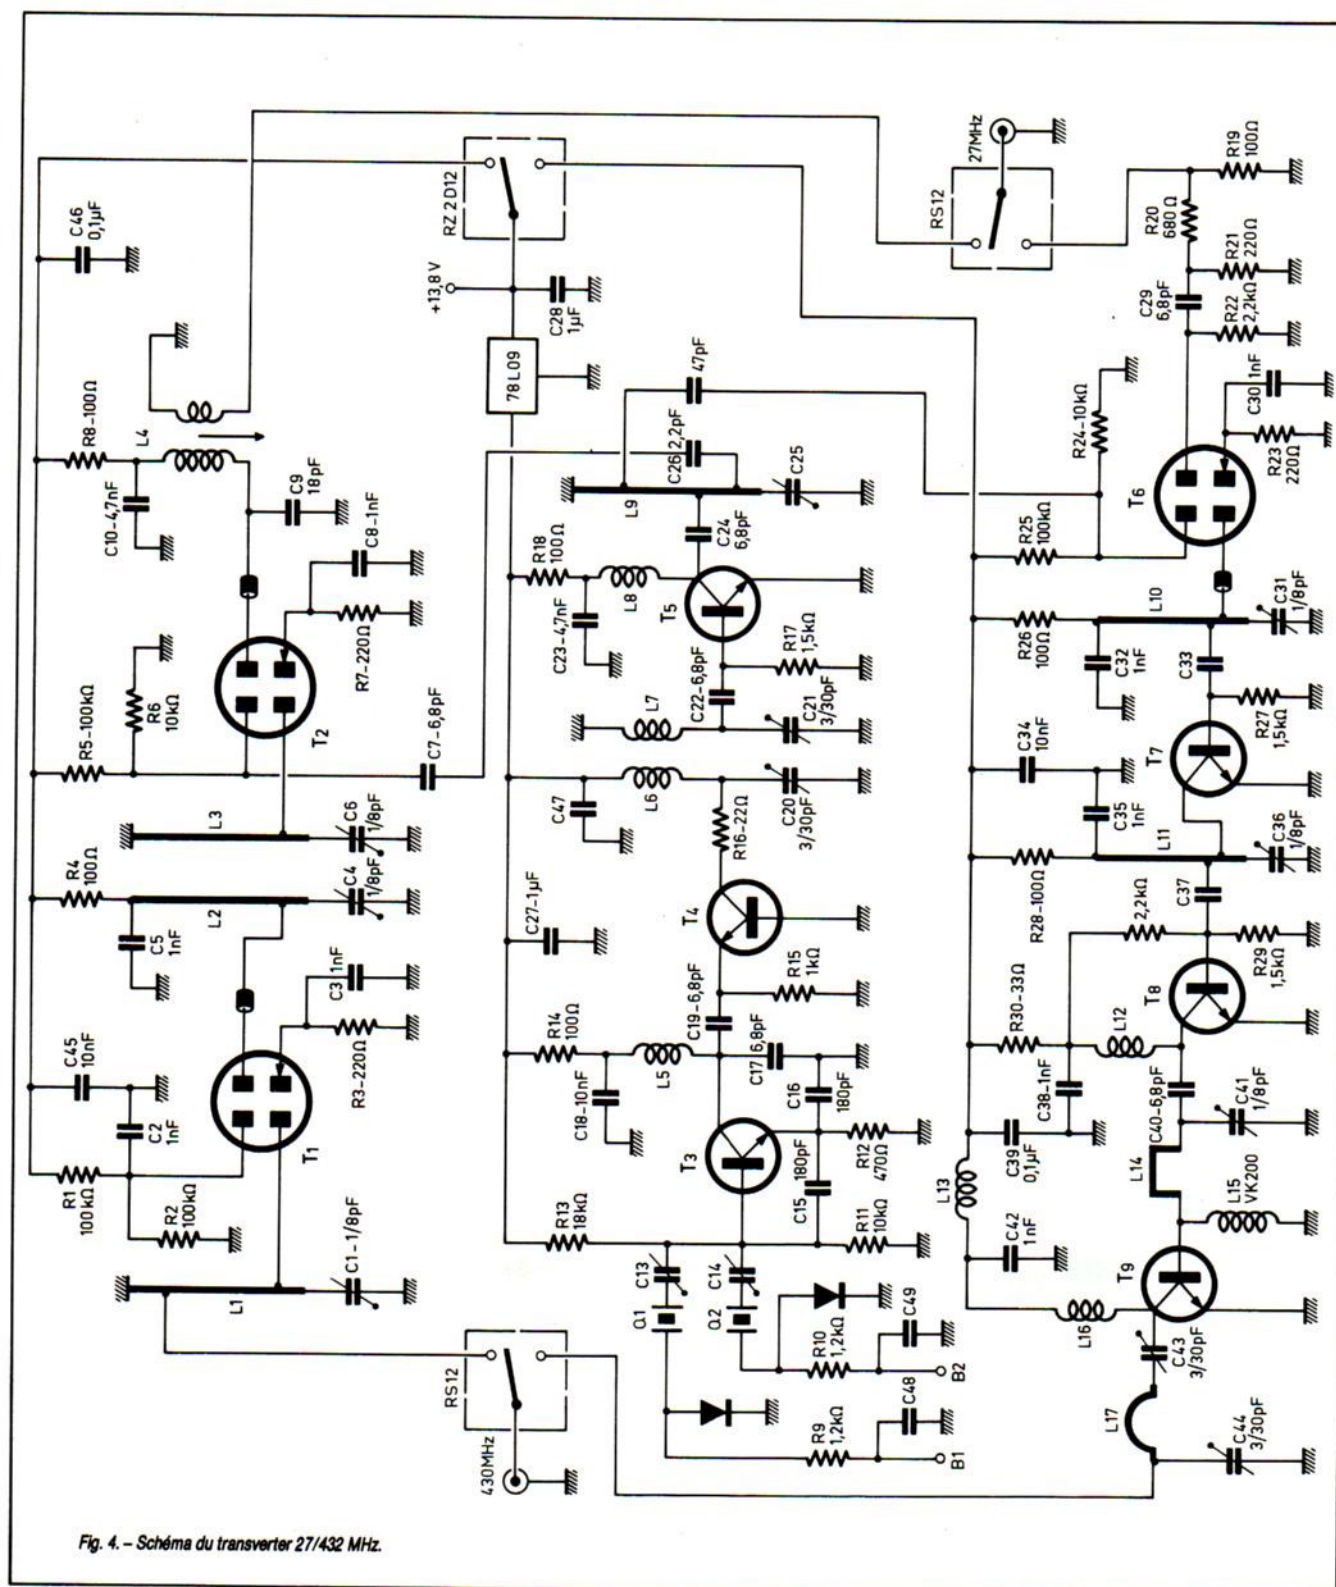 R1
100kΩ
R2
100kΩ
C45
10nF
C2
1nF
L1
C1-1/8pF
T1
R3-220Ω
C3 1nF
C5
1nF
R4
100Ω
L2
C4
1/8pF
L3
C6
1/8pF
R5-100kΩ
R6
10kΩ
T2
C7-6,8pF
R7-220Ω
C8-1nF
C9
18pF
C10-4,7nF
R8-100Ω
L4
C46
0,1µF
430MHz
RS12
R13
18kΩ
Q1
C13
Q2
C14
R9
1,2kΩ
C48
B1
R10
1,2kΩ
C49
B2
R11
10kΩ
C15
180pF
R12
470Ω
C16
180pF
T3
C17 6,8pF
C18-10nF
L5
R14
100Ω
C19-6,8pF
R15
1kΩ
C27-1µF
T4
R16-22Ω
C20
3/30pF
C47
L6
L7
C21
3/30pF
C22-6,8pF
R17
1,5kΩ
T5
C23-4,7nF
L8
R18
100Ω
C24
6,8pF
L9
C25
C26 2,2pF
47pF
78L09
C28
1µF
+13,8 V
RZ 2 D12
RS12
27MHz
L17
C44
3/30pF
C43
3/30pF
L16
T9
C42
1nF
L13
L15
VK200
L14
C41
1/8pF
C40-6,8pF
C39
0,1µF
C38-1nF
L12
R30-33Ω
T8
R29
1,5kΩ
2,2kΩ
R28-100Ω
C37
L11
C36
1/8pF
C35
1nF
C34
10nF
T7
R27
1,5kΩ
C33
C32
1nF
R26
100Ω
L10
C31
1/8pF
R25
100kΩ
R24-10kΩ
T6
R23
220Ω
C30 1nF
R22
2,2kΩ
C29
6,8pF
R21
220Ω
R20
680Ω
R19
100Ω
Fig. 4. – Schéma du transverter 27/432 MHz.